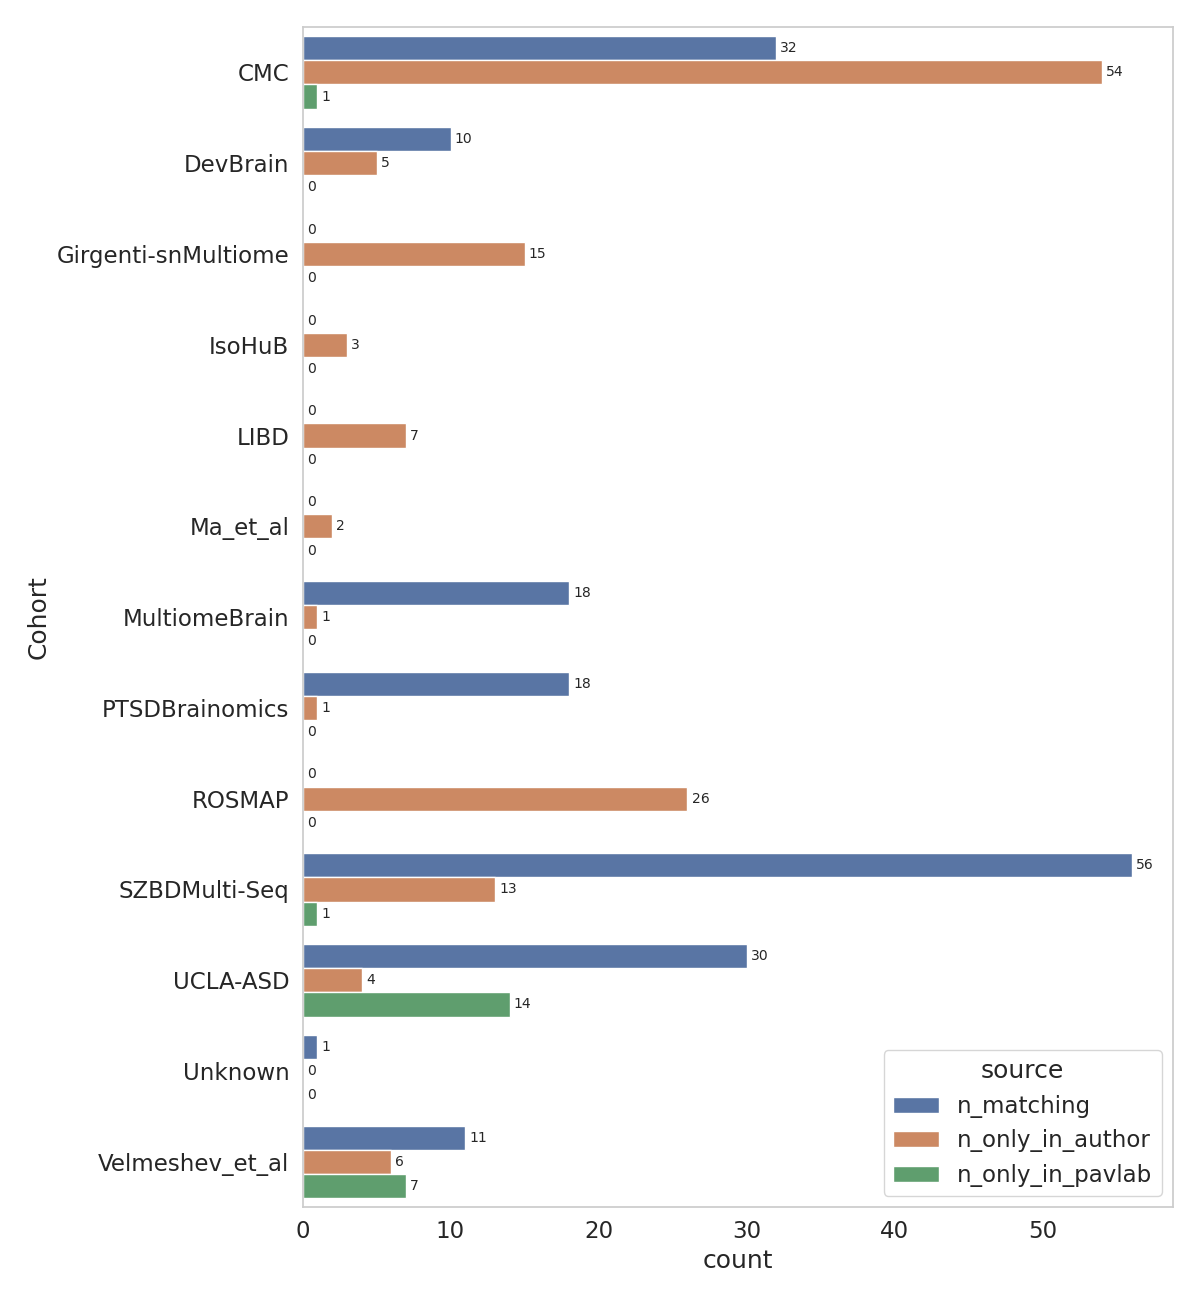 CMC
32
54
1
DevBrain
10
5
0
Girgenti-snMultiome
0
15
0
IsoHuB
0
3
0
LIBD
0
7
0
Ma_et_al
0
2
0
MultiomeBrain
18
1
0
PTSDBrainomics
18
1
0
ROSMAP
0
26
0
SZBDMulti-Seq
56
13
1
UCLA-ASD
30
4
14
Unknown
1
0
0
Velmeshev_et_al
11
6
7
Cohort
0 10 20 30 40 50
count
source
n_matching
n_only_in_author
n_only_in_pavlab